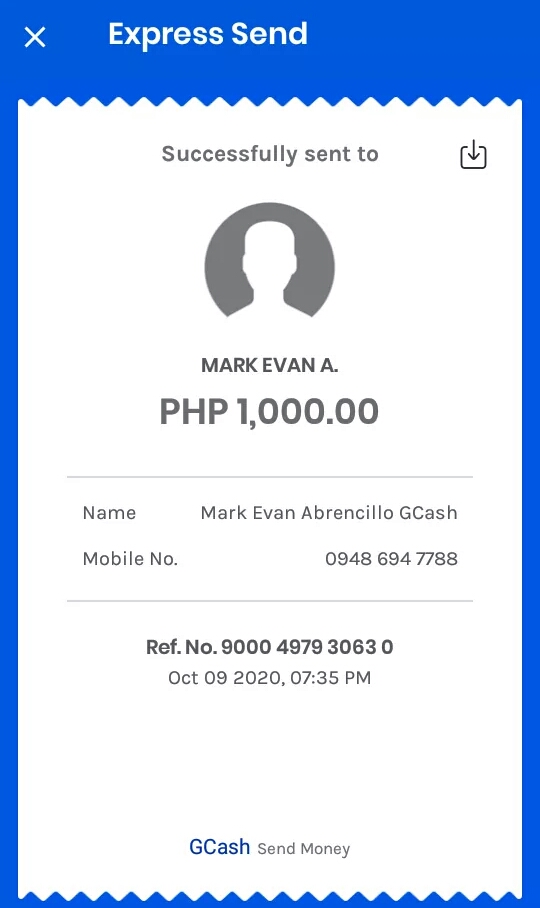 Express Send
Successfully sent to
MARK EVAN A.
PHP 1,000.00
Name Mark Evan Abrencillo GCash
Mobile No. 0948 694 7788
Ref. No. 9000 4979 3063 0
Oct 09 2020, 07:35 PM
GCash Send Money